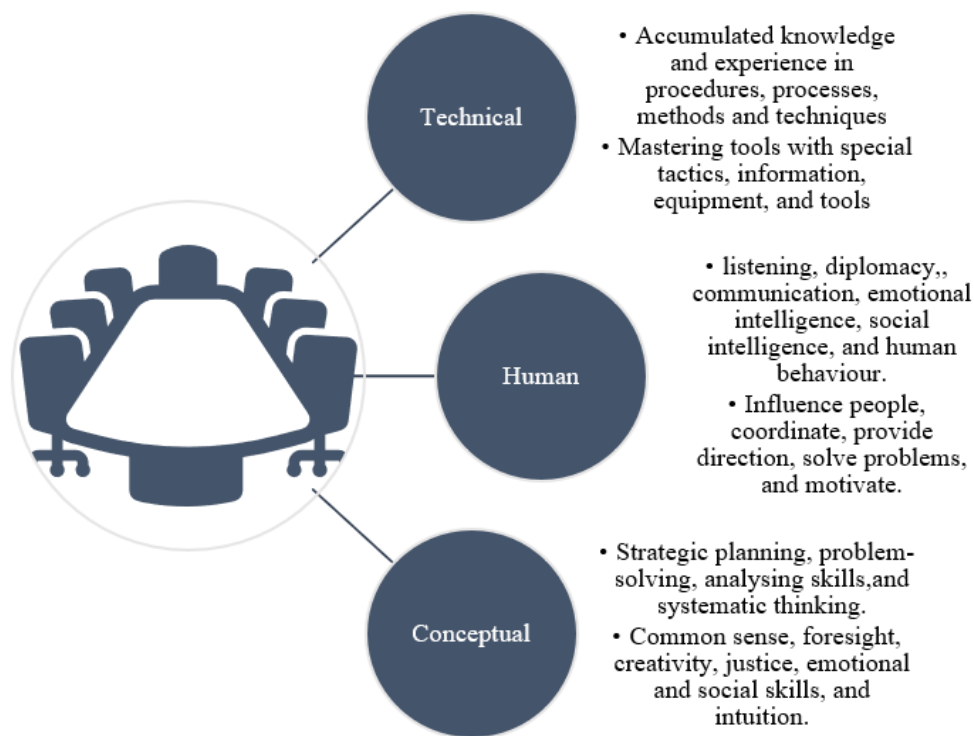 Technical
• Accumulated knowledge
and experience in
procedures, processes,
methods and techniques
• Mastering tools with special
tactics, information,
equipment, and tools
Human
• listening, diplomacy,,
communication, emotional
intelligence, social
intelligence, and human
behaviour.
• Influence people,
coordinate, provide
direction, solve problems,
and motivate.
Conceptual
• Strategic planning, problem-
solving, analysing skills,and
systematic thinking.
• Common sense, foresight,
creativity, justice, emotional
and social skills, and
intuition.